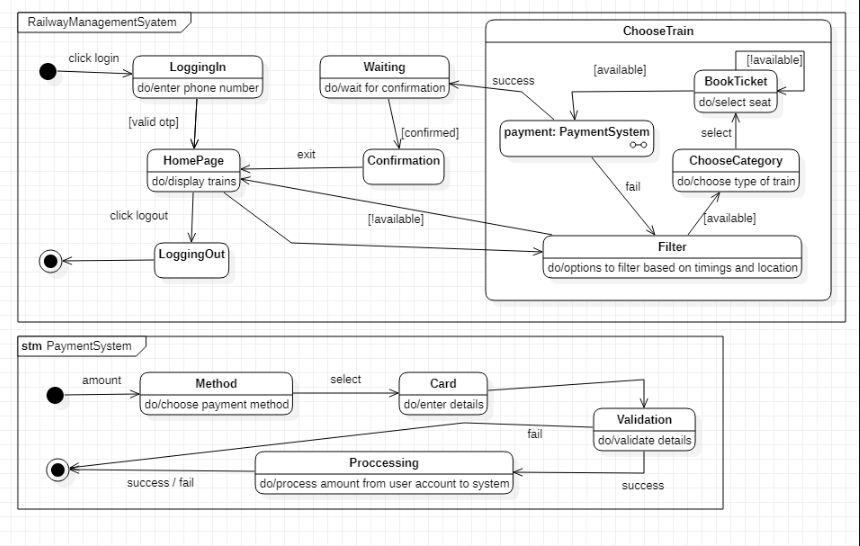 RailwayManagementSyatem
ChooseTrain
click login
LoggingIn
do/enter phone number
Waiting
do/wait for confirmation
success
[available]
BookTicket
do/select seat
[!available]
[valid otp]
[confirmed]
payment: PaymentSystem
select
HomePage
do/display trains
exit
Confirmation
ChooseCategory
do/choose type of train
fail
click logout
[!available]
[available]
LoggingOut
Filter
do/options to filter based on timings and location
stm PaymentSystem
amount
Method
do/choose payment method
select
Card
do/enter details
Validation
do/validate details
fail
Proccessing
do/process amount from user account to system
success / fail
success